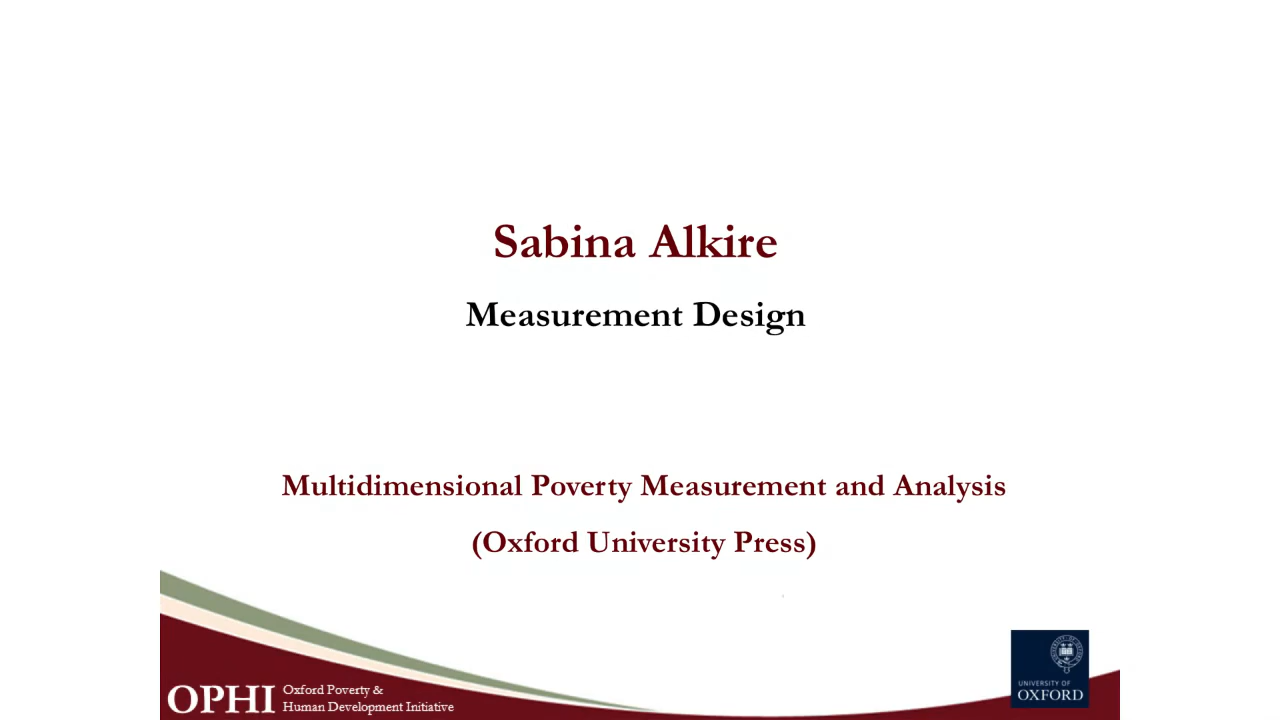 Sabina Alkire
Measurement Design
Multidimensional Poverty Measurement and Analysis
(Oxford University Press)
OPHI
Oxford Poverty &
Human Development Initiative
UNIVERSITY OF
OXFORD